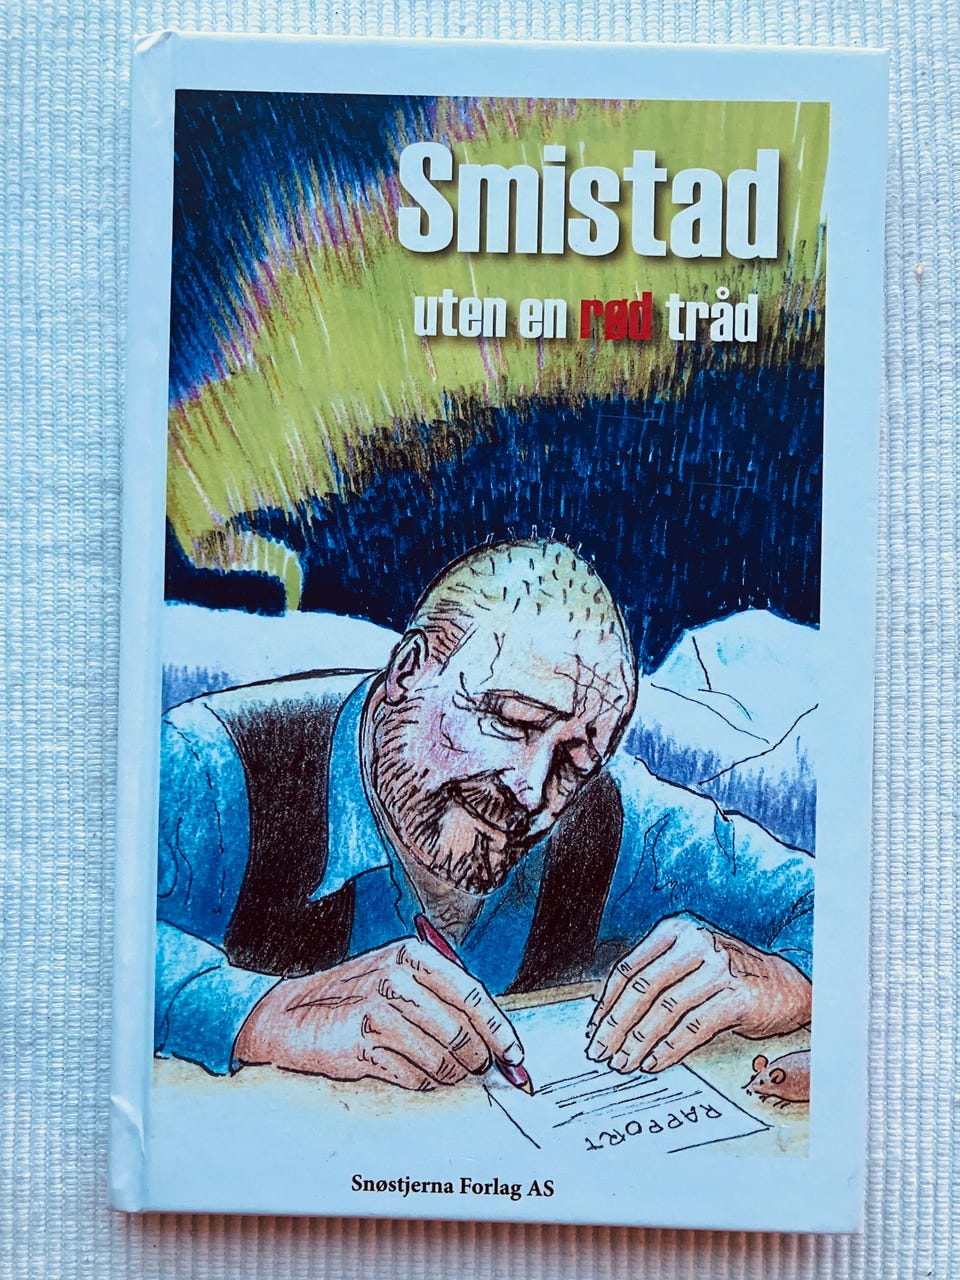 Smistad
uten en rød tråd
RAPPORT
Snøstjerna Forlag AS